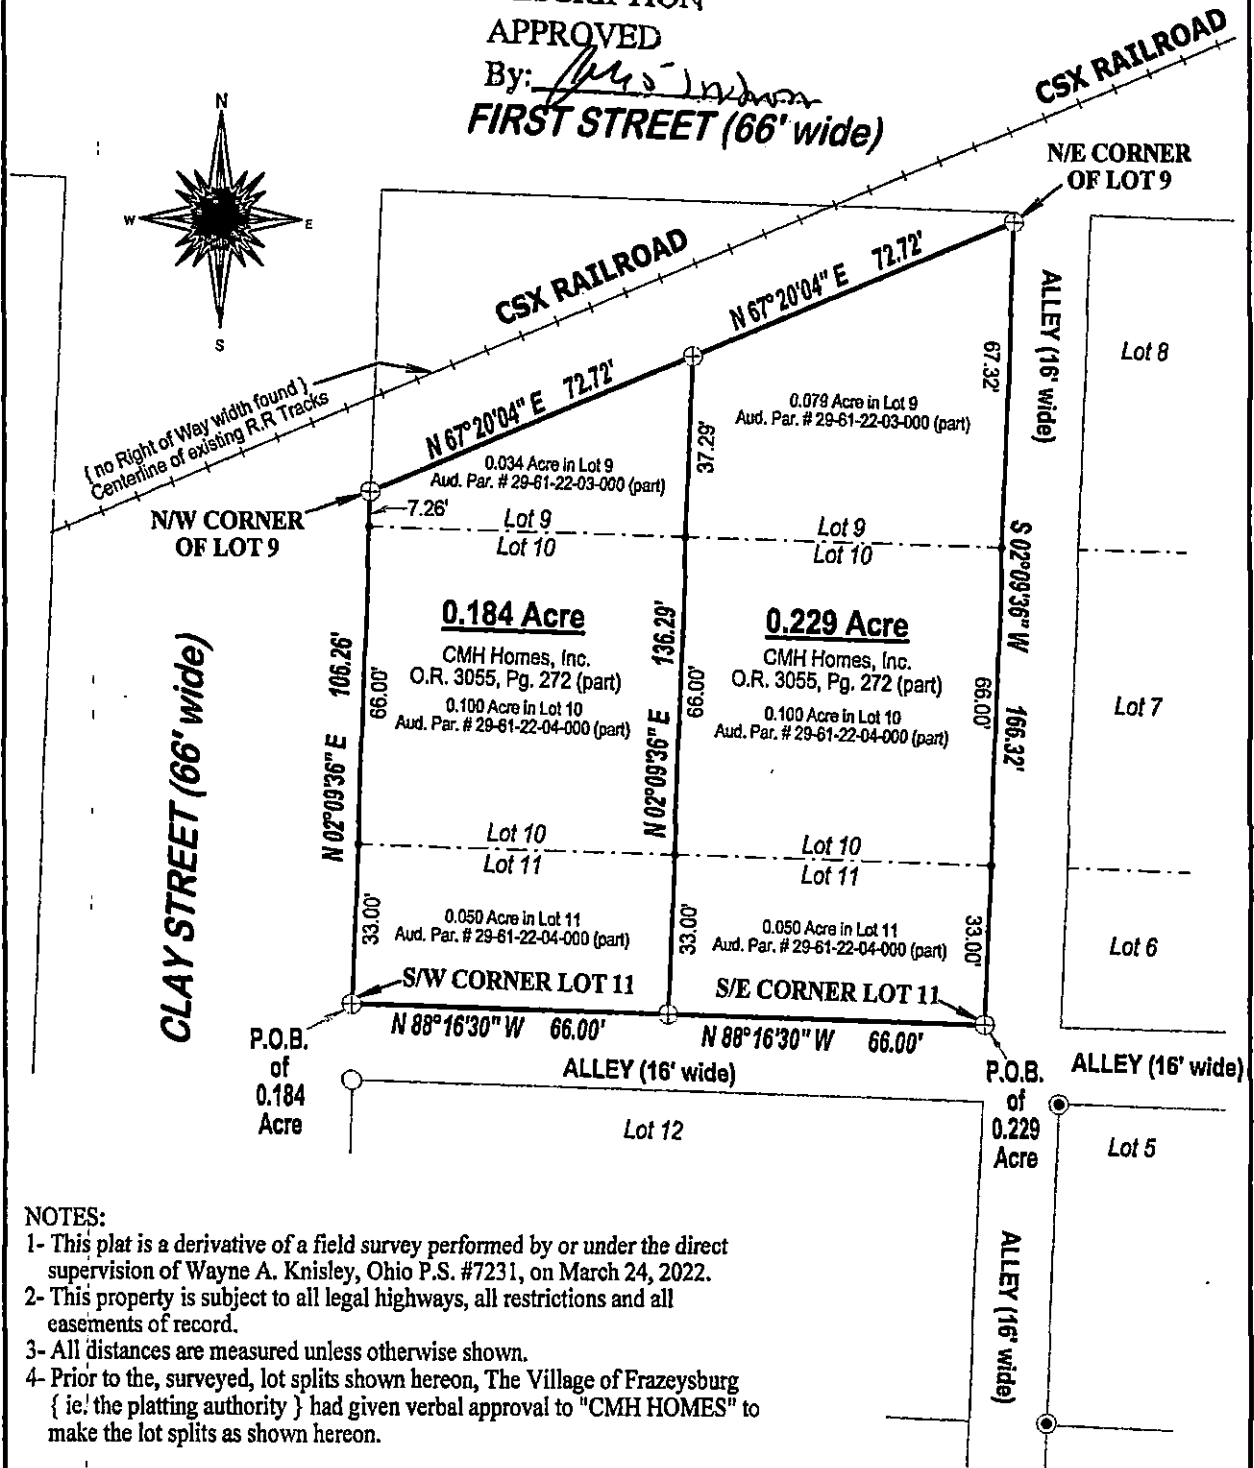 APPROVED
By:
FIRST STREET (66' wide)
CSX RAILROAD
N/E CORNER
OF LOT 9
N
W
E
S
CSX RAILROAD
N 67°20'04" E 72.72'
ALLEY (16' wide)
Lot 8
{ no Right of Way width found }
Centerline of existing R.R Tracks
N 67°20'04" E 72.72'
67.32'
0.079 Acre in Lot 9
Aud. Par. # 29-61-22-03-000 (part)
37.29'
0.034 Acre in Lot 9
Aud. Par. # 29-61-22-03-000 (part)
N/W CORNER
OF LOT 9
7.26'
Lot 9
Lot 10
Lot 9
Lot 10
S 02°09'36" W 166.32'
0.184 Acre
CMH Homes, Inc.
O.R. 3055, Pg. 272 (part)
0.100 Acre in Lot 10
Aud. Par. # 29-61-22-04-000 (part)
0.229 Acre
CMH Homes, Inc.
O.R. 3055, Pg. 272 (part)
0.100 Acre in Lot 10
Aud. Par. # 29-61-22-04-000 (part)
N 02°09'36" E 106.26'
66.00'
N 02°09'36" E 136.29'
66.00'
66.00'
Lot 7
CLAY STREET (66' wide)
Lot 10
Lot 11
Lot 10
Lot 11
33.00'
0.050 Acre in Lot 11
Aud. Par. # 29-61-22-04-000 (part)
33.00'
0.050 Acre in Lot 11
Aud. Par. # 29-61-22-04-000 (part)
33.00'
Lot 6
S/W CORNER LOT 11
S/E CORNER LOT 11
N 88°16'30" W 66.00'
N 88°16'30" W 66.00'
P.O.B.
of
0.184
Acre
ALLEY (16' wide)
P.O.B.
of
0.229
Acre
ALLEY (16' wide)
Lot 12
Lot 5
ALLEY (16' wide)
NOTES:
1- This plat is a derivative of a field survey performed by or under the direct
supervision of Wayne A. Knisley, Ohio P.S. #7231, on March 24, 2022.
2- This property is subject to all legal highways, all restrictions and all
easements of record.
3- All distances are measured unless otherwise shown.
4- Prior to the, surveyed, lot splits shown hereon, The Village of Frazeysburg
{ ie. the platting authority } had given verbal approval to "CMH HOMES" to
make the lot splits as shown hereon.